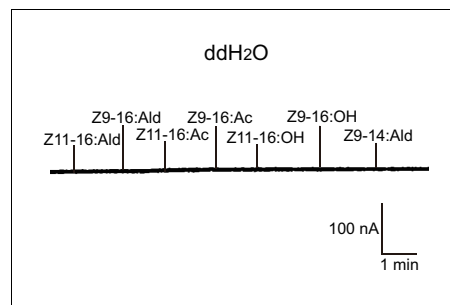 ddH2O
Z9-16:Ald Z9-16:Ac Z9-16:OH
Z11-16:Ald Z11-16:Ac Z11-16:OH Z9-14:Ald
100 nA
1 min